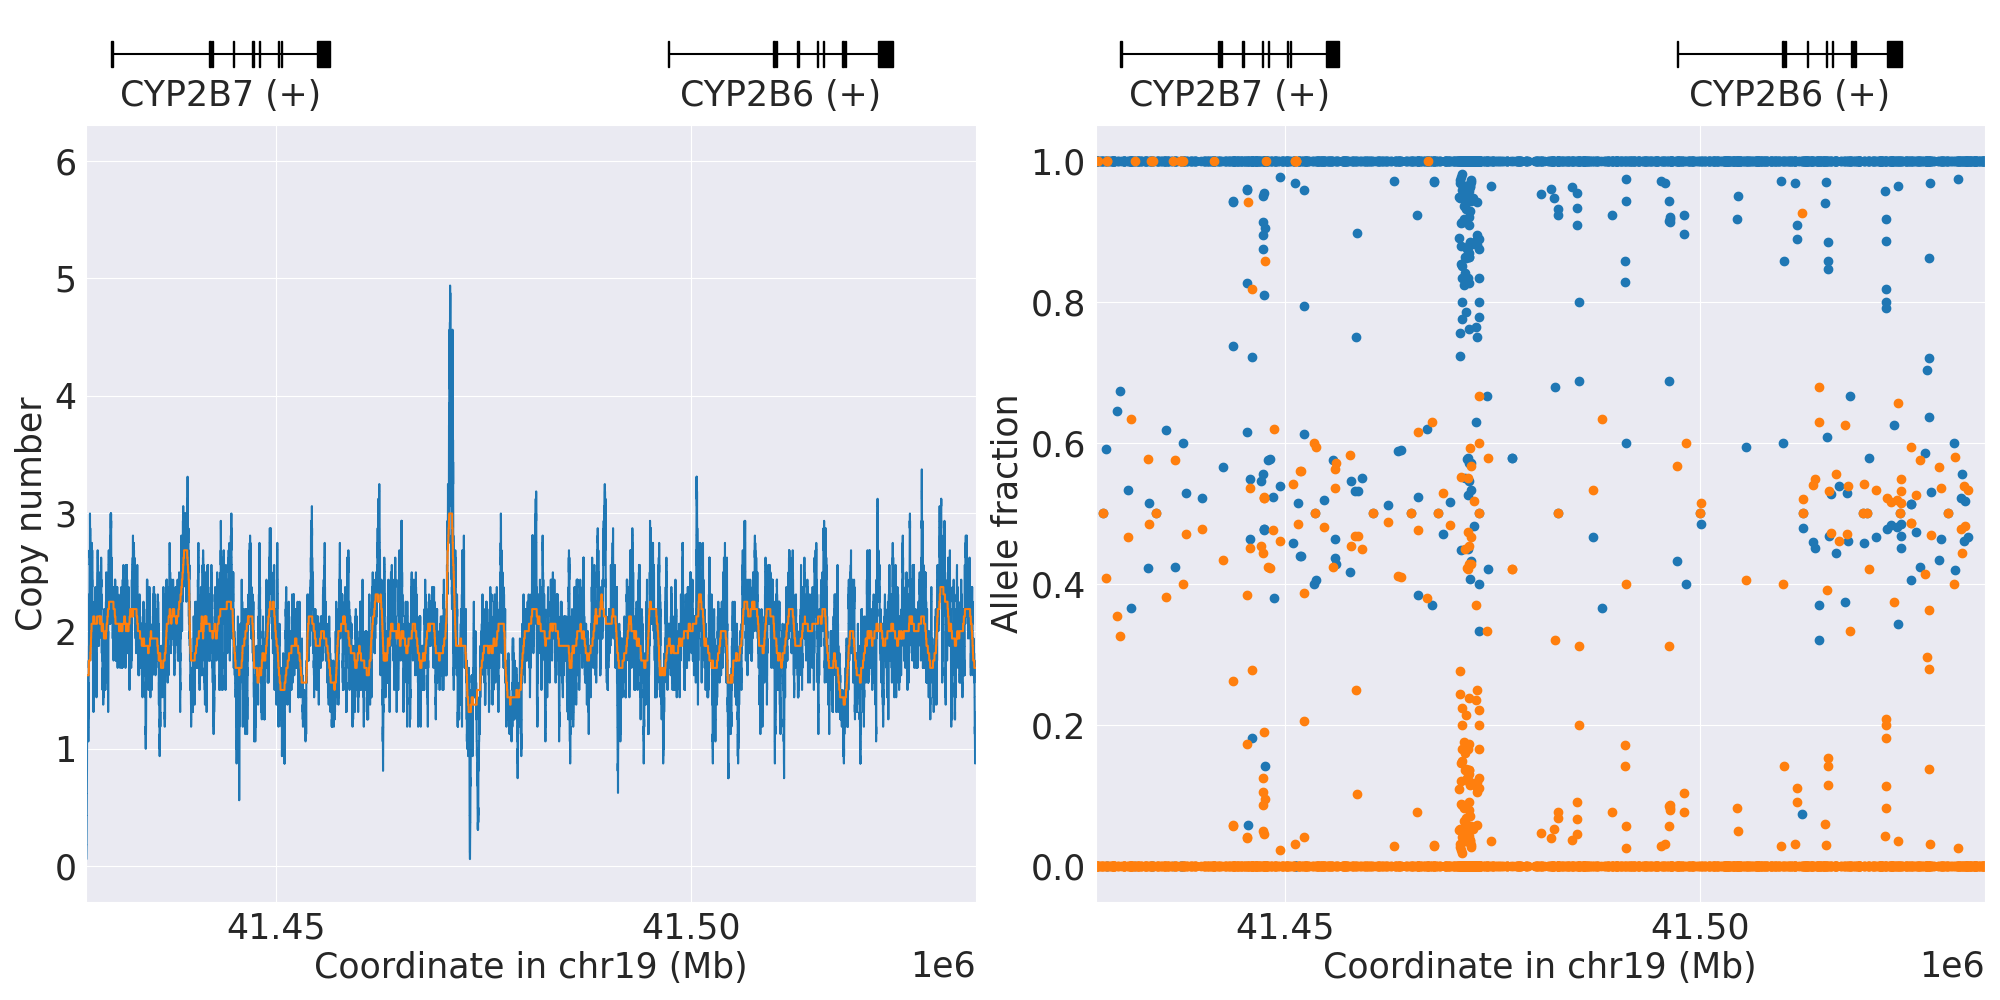 CYP2B7 (+)
CYP2B6 (+)
6
5
4
3
2
1
0
Copy number
41.45
41.50
Coordinate in chr19 (Mb)
1e6
CYP2B7 (+)
CYP2B6 (+)
1.0
0.8
0.6
0.4
0.2
0.0
Allele fraction
41.45
41.50
Coordinate in chr19 (Mb)
1e6